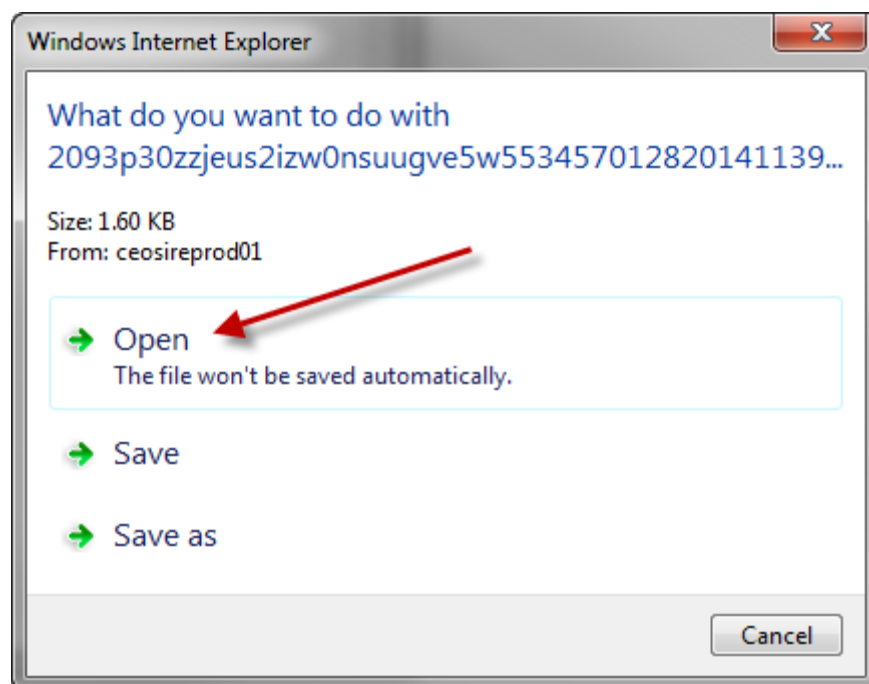 Windows Internet Explorer
What do you want to do with
2093p30zzjeus2izw0nsuugve5w553457012820141139...
Size: 1.60 KB
From: ceosireprod01
Open
The file won't be saved automatically.
Save
Save as
Cancel